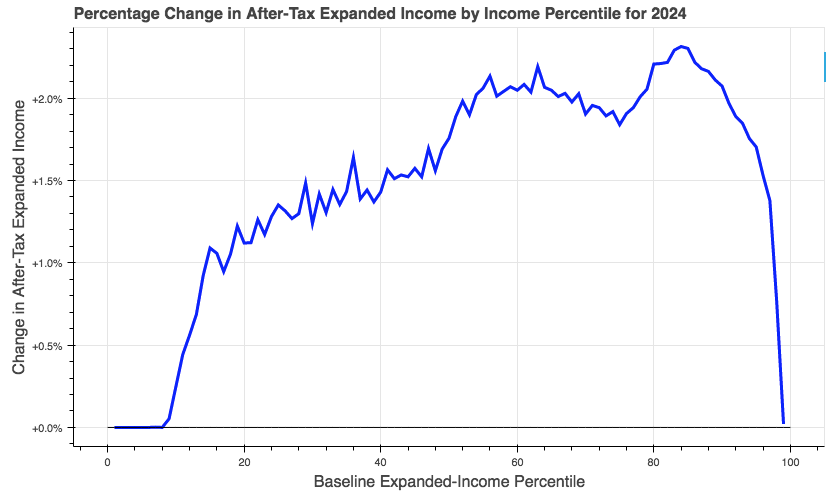 Percentage Change in After-Tax Expanded Income by Income Percentile for 2024
Change in After-Tax Expanded Income
+2.0%
+1.5%
+1.0%
+0.5%
+0.0%
0 20 40 60 80 100
Baseline Expanded-Income Percentile